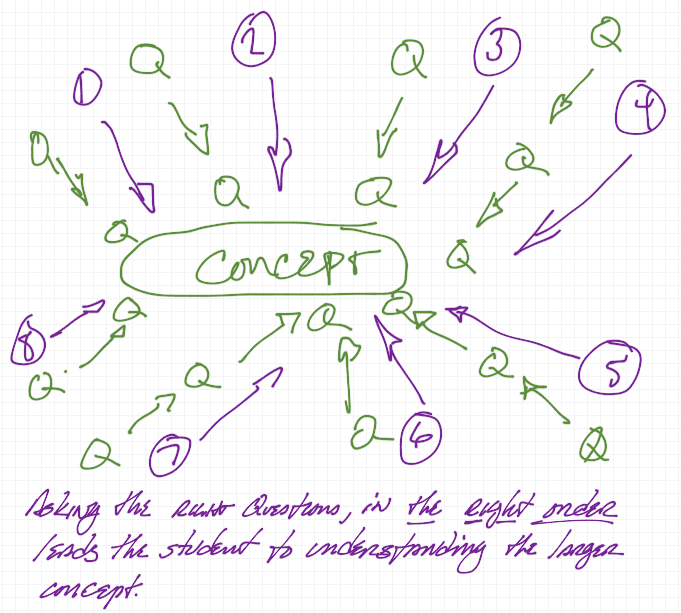 Q
2
3
Q
Q
Q
1
4
Q
Q
Q
Q
Q
Q
Concept
Q
Q
Q
8
Q
Q
Q
5
Q
Q
7
Q
6
Q
Asking the RIGHT Questions, in the Right order
leads the student to understanding the larger
concept.